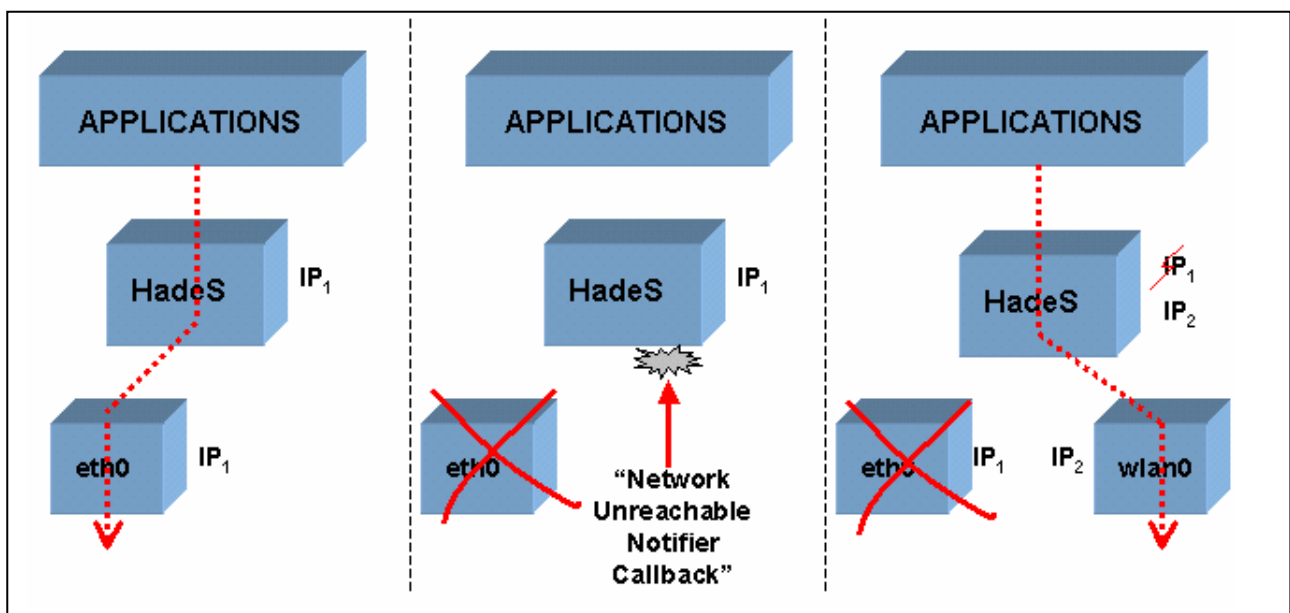 APPLICATIONS
HadeS
IP1
eth0
IP1
APPLICATIONS
HadeS
IP1
eth0
“Network
Unreachable
Notifier
Callback”
APPLICATIONS
HadeS
IP1
IP2
eth0
IP1
IP2
wlan0